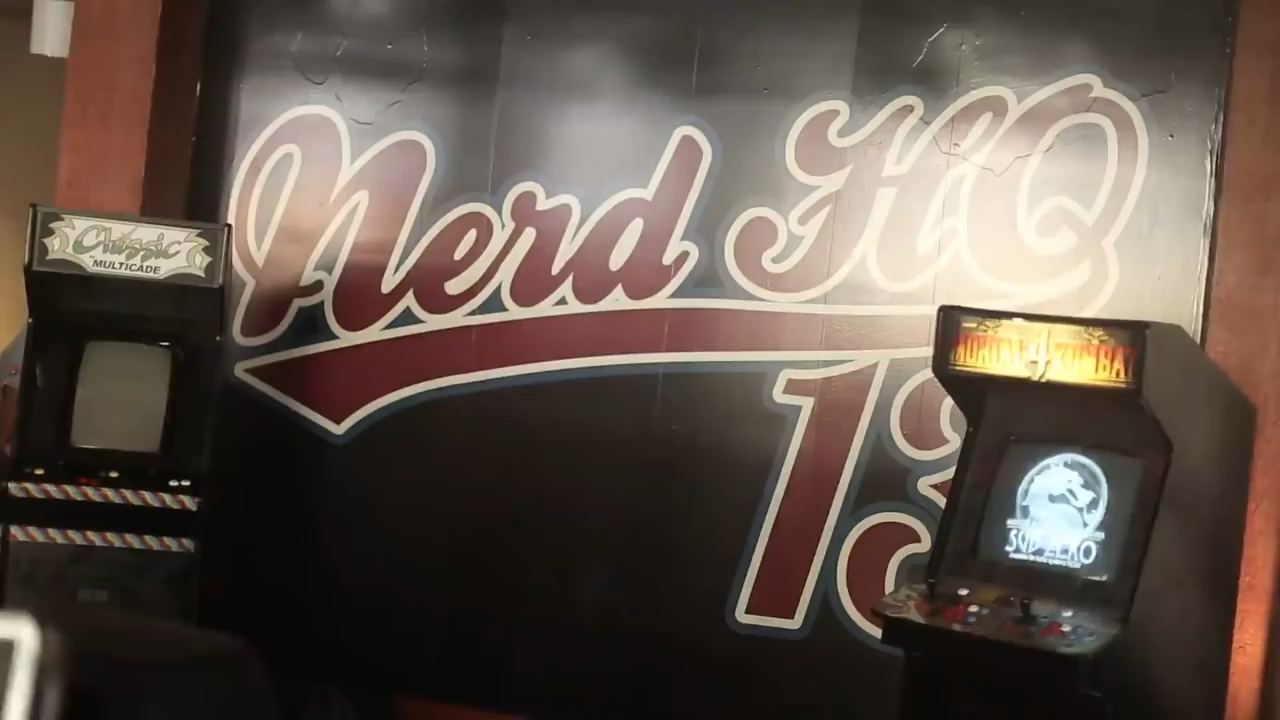 Nerd HQ
13
Classic
MULTICADE
MORTAL KOMBAT
4
SUB-ZERO